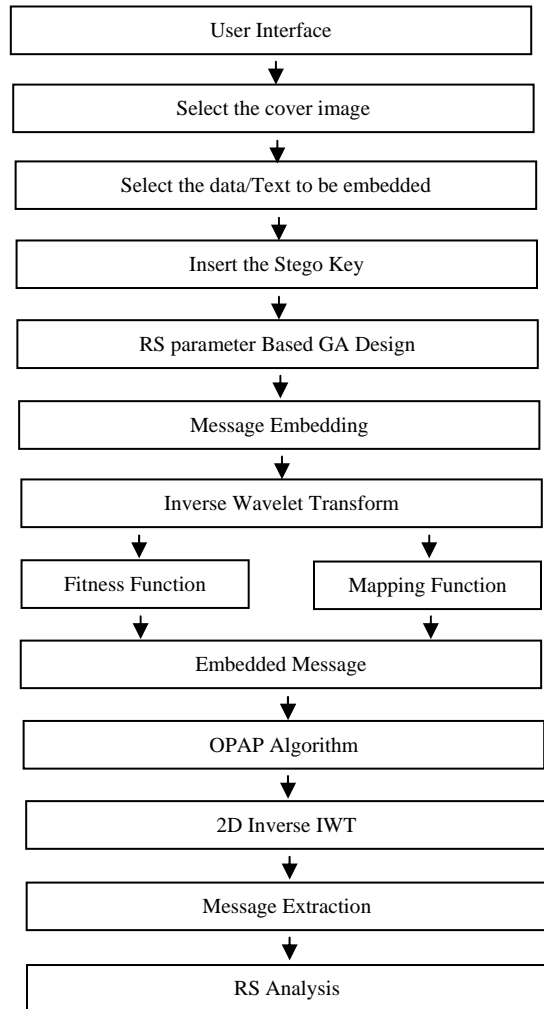 User Interface
Select the cover image
Select the data/Text to be embedded
Insert the Stego Key
RS parameter Based GA Design
Message Embedding
Inverse Wavelet Transform
Fitness Function
Mapping Function
Embedded Message
OPAP Algorithm
2D Inverse IWT
Message Extraction
RS Analysis